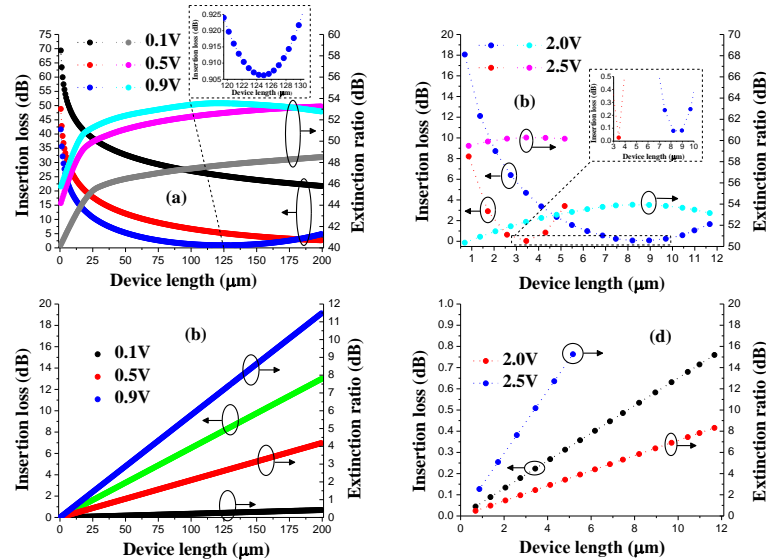 0.925
0.915
0.905
120 122 124 126 128 130
Insertion loss (dB)
Device length (µm)
75
70
65
60
55
50
45
40
35
30
25
20
15
10
5
0
Insertion loss (dB)
0.1V
0.5V
0.9V
(a)
60
58
56
54
52
50
48
46
44
42
40
Extinction ratio (dB)
0 25 50 75 100 125 150 175 200
Device length (µm)
20
18
16
14
12
10
8
6
4
2
0
Insertion loss (dB)
2.0V
2.5V
(b)
0.5
0.4
0.3
0.2
0.1
0.0
Insertion loss (dB)
3 4 5 6 7 8 9 10
Device length (µm)
70
68
66
64
62
60
58
56
54
52
50
Extinction ratio (dB)
0 1 2 3 4 5 6 7 8 9 10 11 12
Device length (µm)
20
18
16
14
12
10
8
6
4
2
0
Insertion loss (dB)
(b)
0.1V
0.5V
0.9V
12
11
10
9
8
7
6
5
4
3
2
1
0
Extinction ratio (dB)
0 25 50 75 100 125 150 175 200
Device length (µm)
1.0
0.9
0.8
0.7
0.6
0.5
0.4
0.3
0.2
0.1
0.0
Insertion loss (dB)
(d)
2.0V
2.5V
20
18
16
14
12
10
8
6
4
2
0
Extinction ratio (dB)
0 2 4 6 8 10 12
Device length (µm)